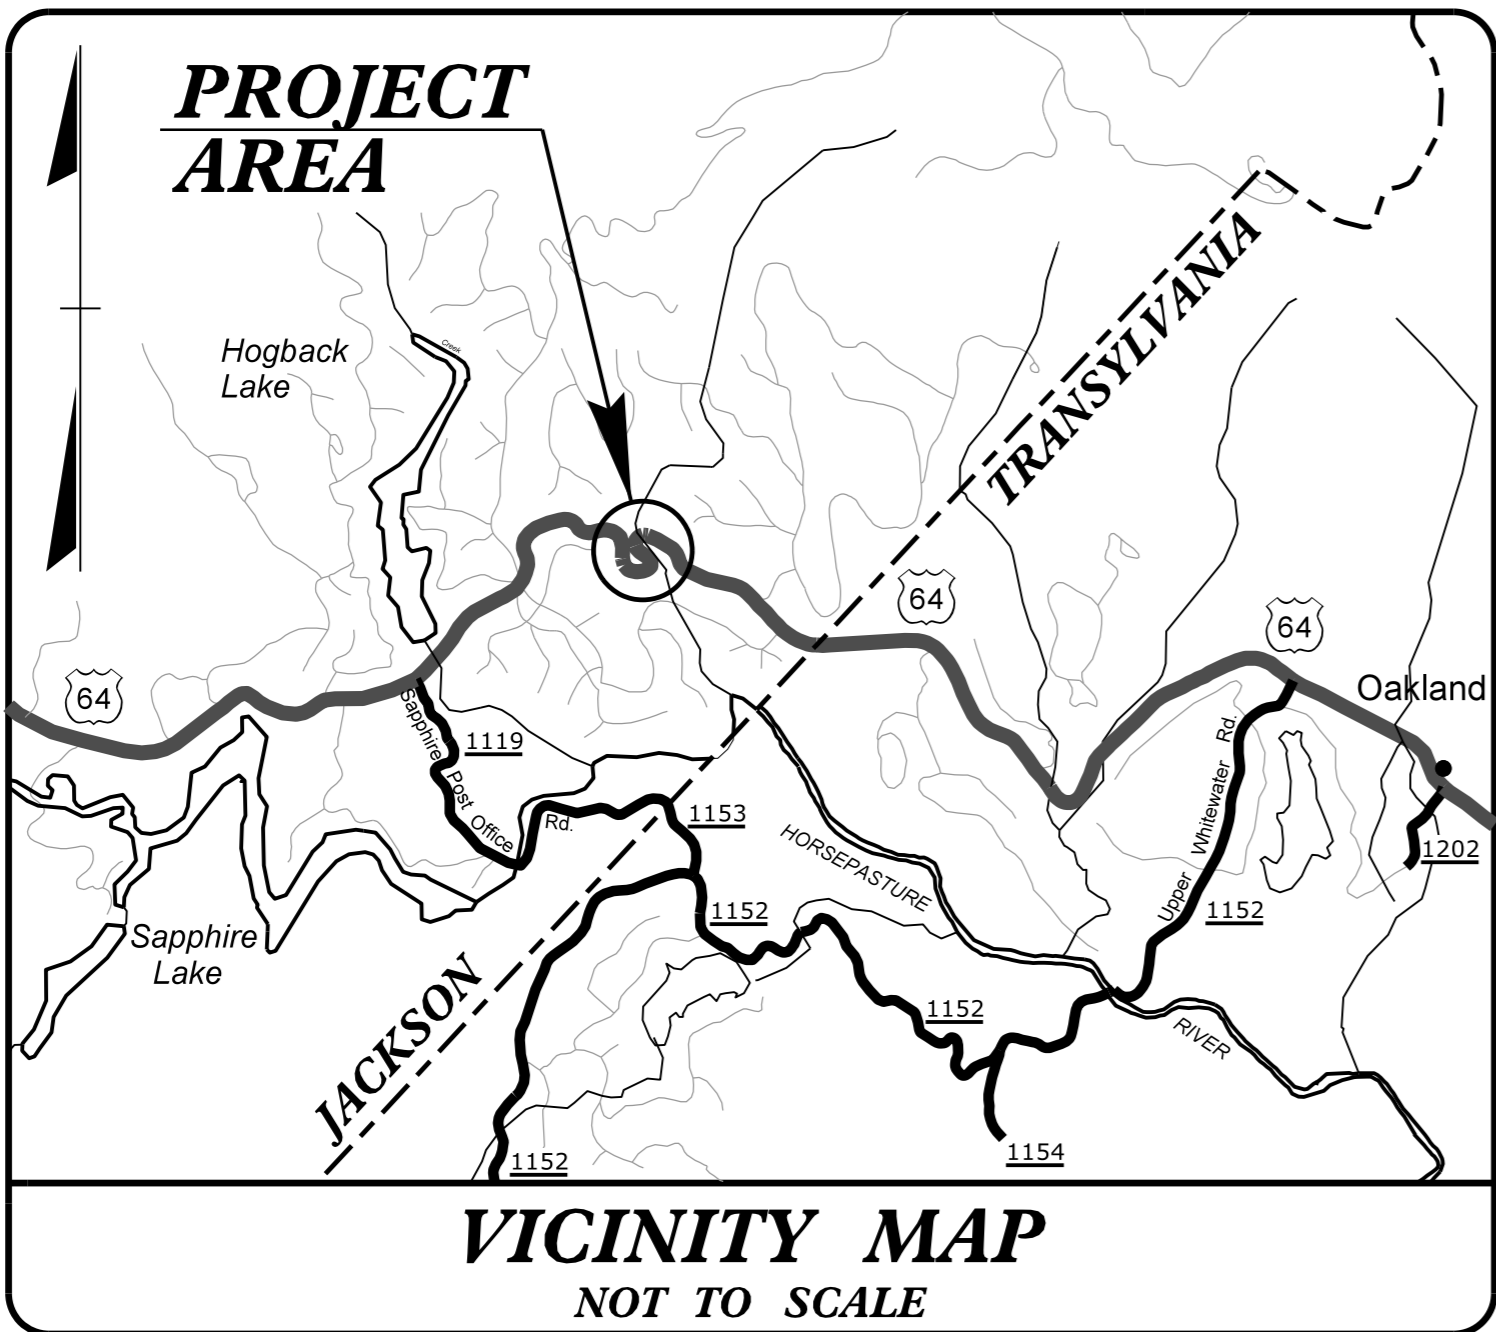 PROJECT
AREA
Creek
Hogback
Lake
TRANSYLVANIA
64
64
64
Oakland
Sapphire Post Office Rd.
1119
1153
Upper Whitewater Rd.
1202
HORSEPASTURE
RIVER
1152
1152
Sapphire
Lake
JACKSON
1152
1154
1152
VICINITY MAP
NOT TO SCALE